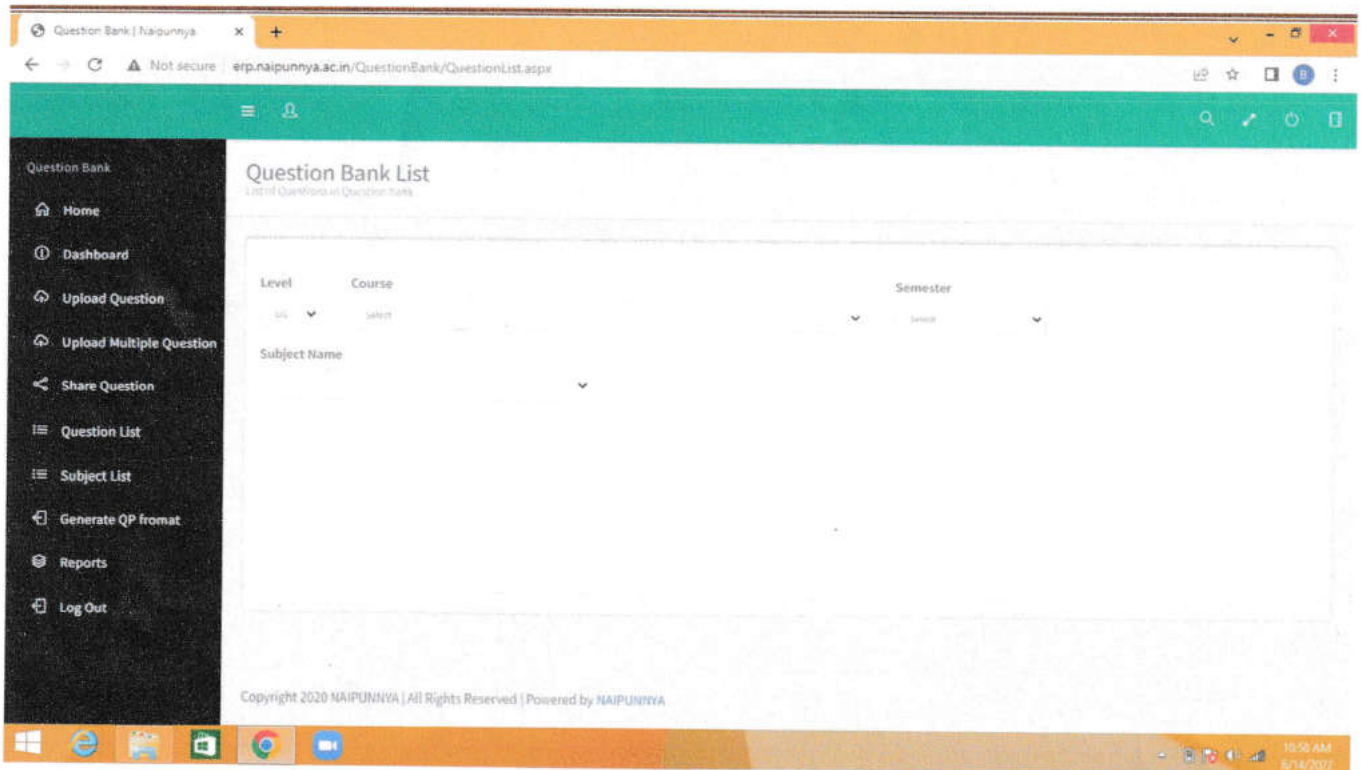 Question Bank | Naipunnya
Not secure erp.naipunnya.ac.in/QuestionBank/QuestionList.aspx
B
Question Bank
Home
Dashboard
Upload Question
Upload Multiple Question
Share Question
Question List
Subject List
Generate QP fromat
Reports
Log Out
Question Bank List
List of Questions in Question Bank
Level Course Semester
UG Select Select
Subject Name
Copyright 2020 NAIPUNNYA | All Rights Reserved | Powered by NAIPUNNYA
10:50 AM
6/14/2022